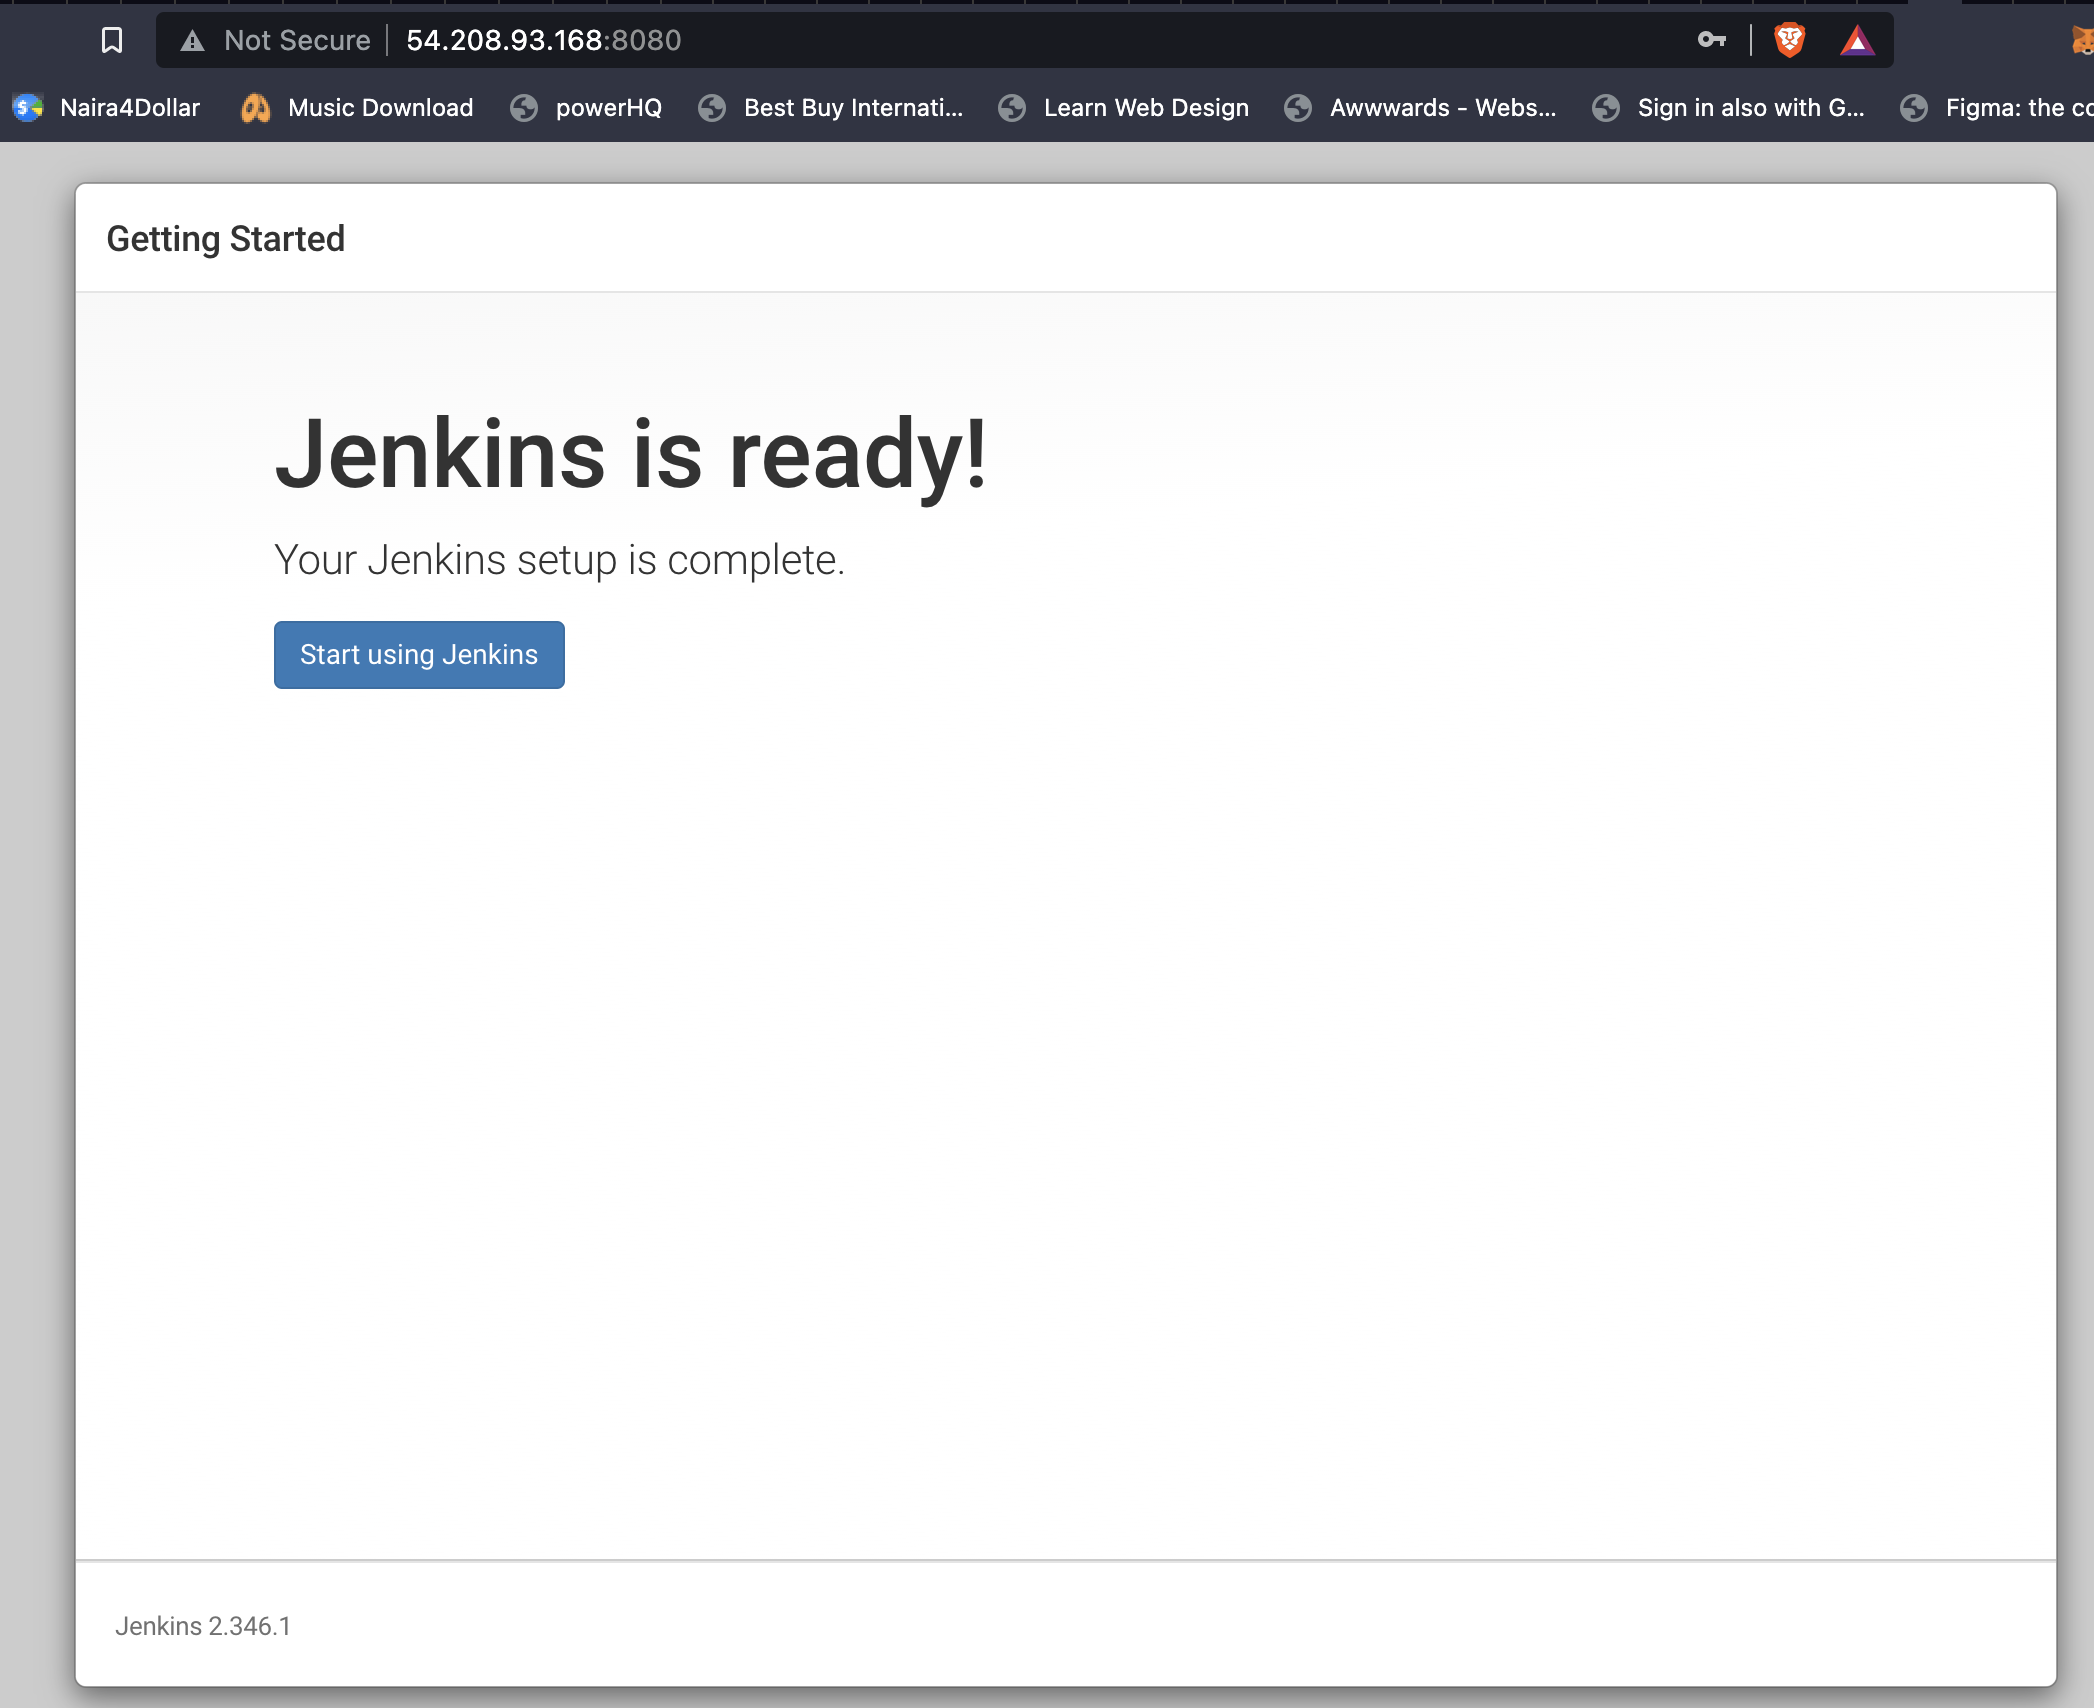 Not Secure 54.208.93.168:8080
Naira4Dollar Music Download powerHQ Best Buy Internati... Learn Web Design Awwwards - Webs... Sign in also with G... Figma: the
Getting Started
Jenkins is ready!
Your Jenkins setup is complete.
Start using Jenkins
Jenkins 2.346.1